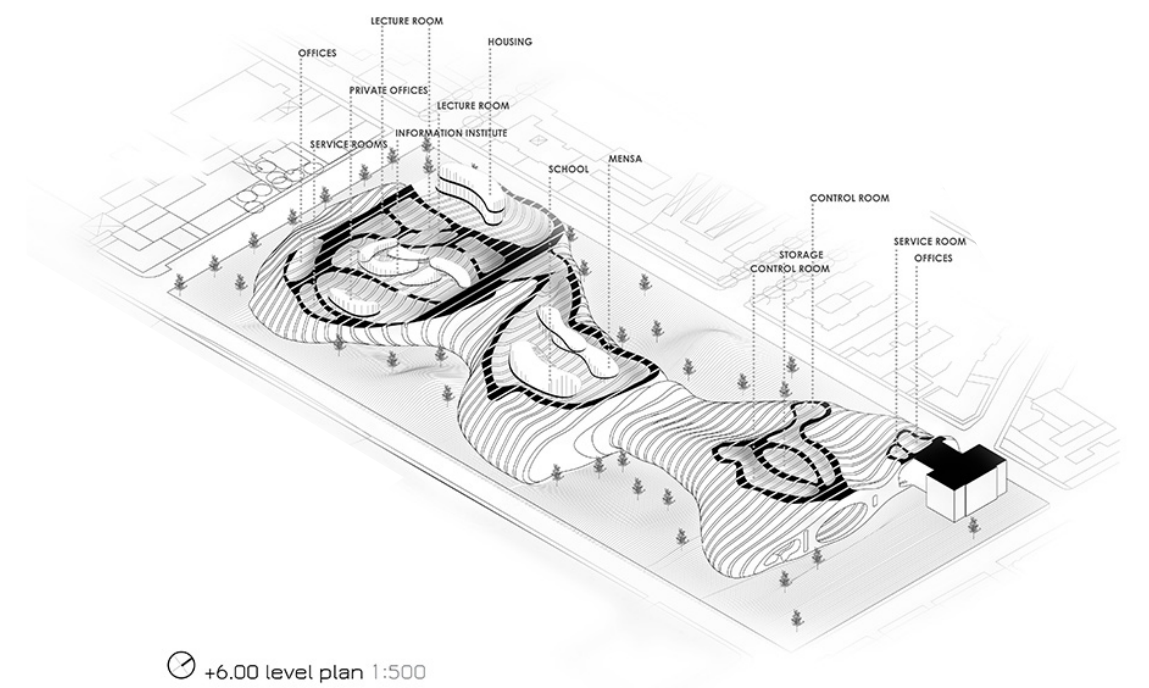 LECTURE ROOM
HOUSING
OFFICES
PRIVATE OFFICES
LECTURE ROOM
INFORMATION INSTITUTE
SERVICE ROOMS
MENSA
SCHOOL
CONTROL ROOM
SERVICE ROOM
STORAGE
OFFICES
CONTROL ROOM
+6.00 level plan 1:500